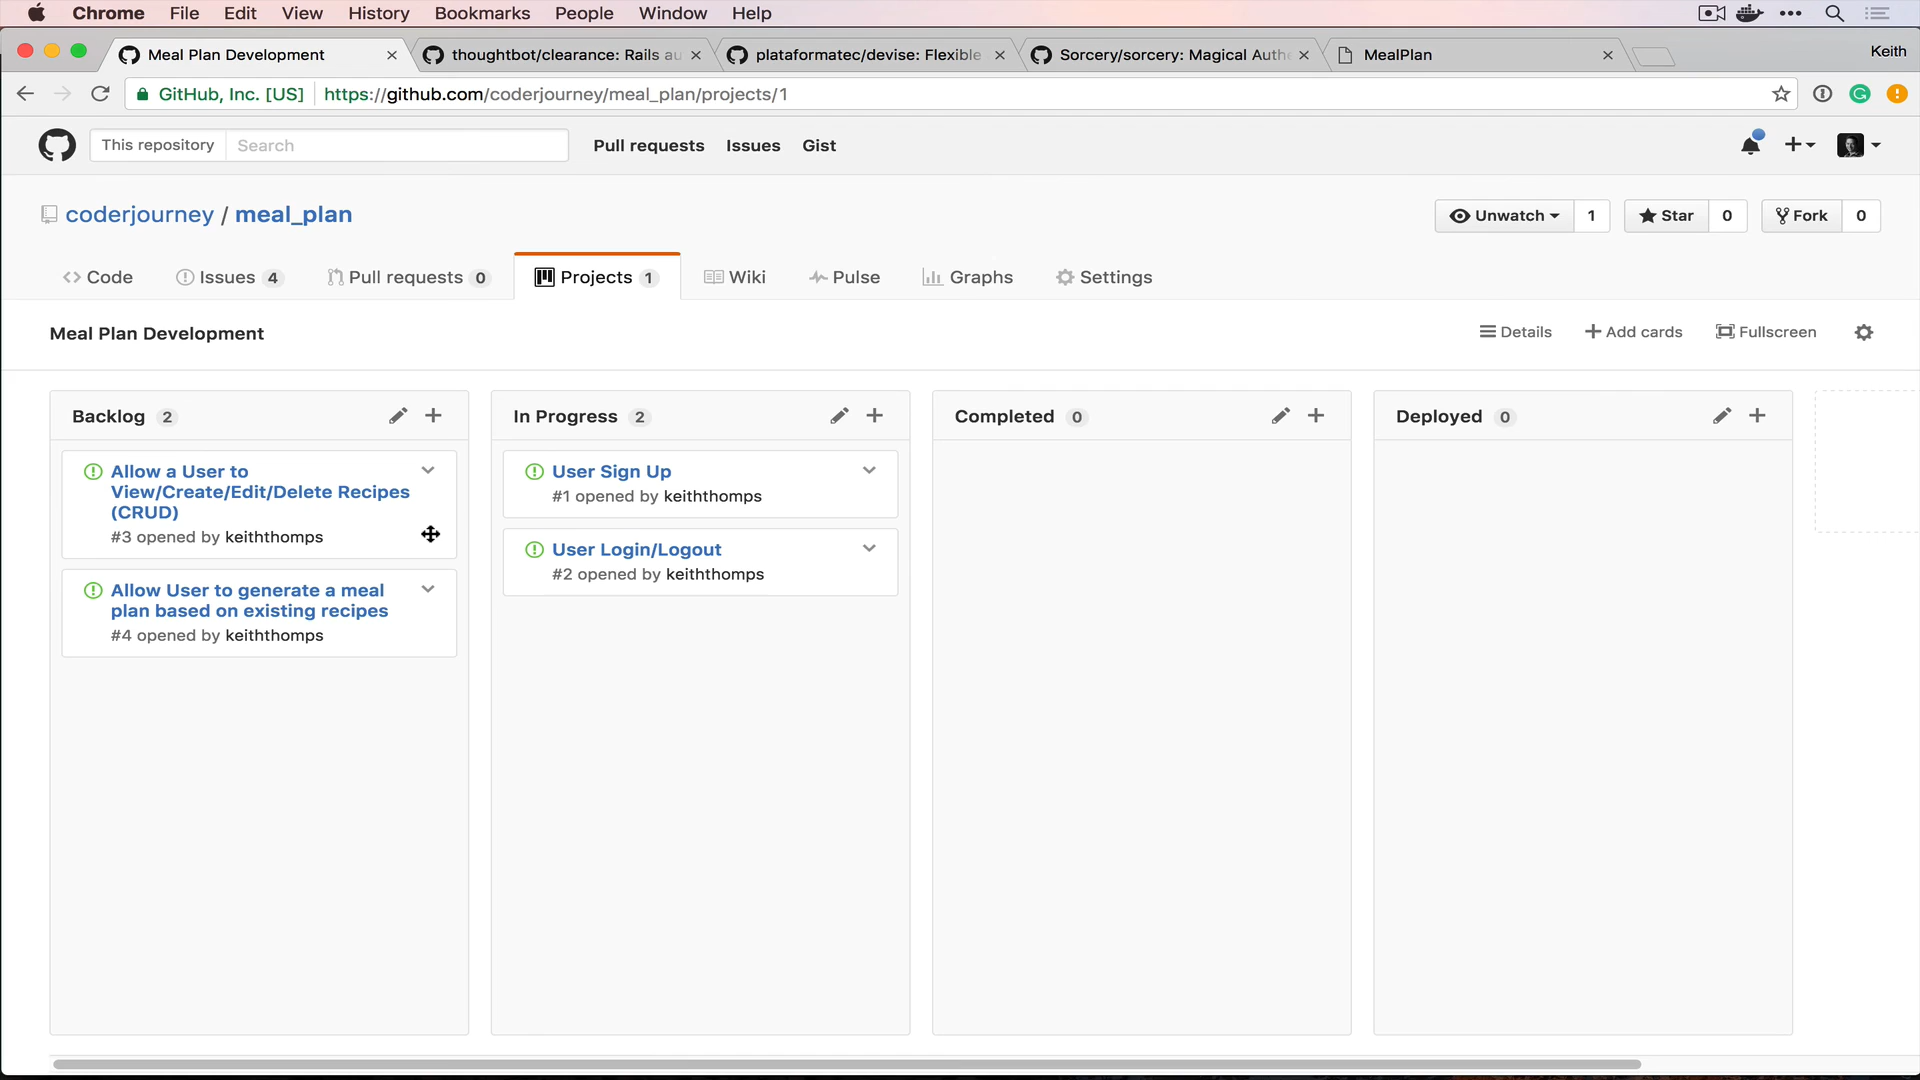 Chrome File Edit View History Bookmarks People Window Help
Meal Plan Development
thoughtbot/clearance: Rails au
plataformatec/devise: Flexible
Sorcery/sorcery: Magical Auth
MealPlan
Keith
GitHub, Inc. [US] https://github.com/coderjourney/meal_plan/projects/1
This repository Search Pull requests Issues Gist
coderjourney / meal_plan
Unwatch 1 Star 0 Fork 0
Code Issues 4 Pull requests 0 Projects 1 Wiki Pulse Graphs Settings
Meal Plan Development
Details Add cards Fullscreen
Backlog 2
Allow a User to
View/Create/Edit/Delete Recipes
(CRUD)
#3 opened by keiththomps
Allow User to generate a meal
plan based on existing recipes
#4 opened by keiththomps
In Progress 2
User Sign Up
#1 opened by keiththomps
User Login/Logout
#2 opened by keiththomps
Completed 0
Deployed 0